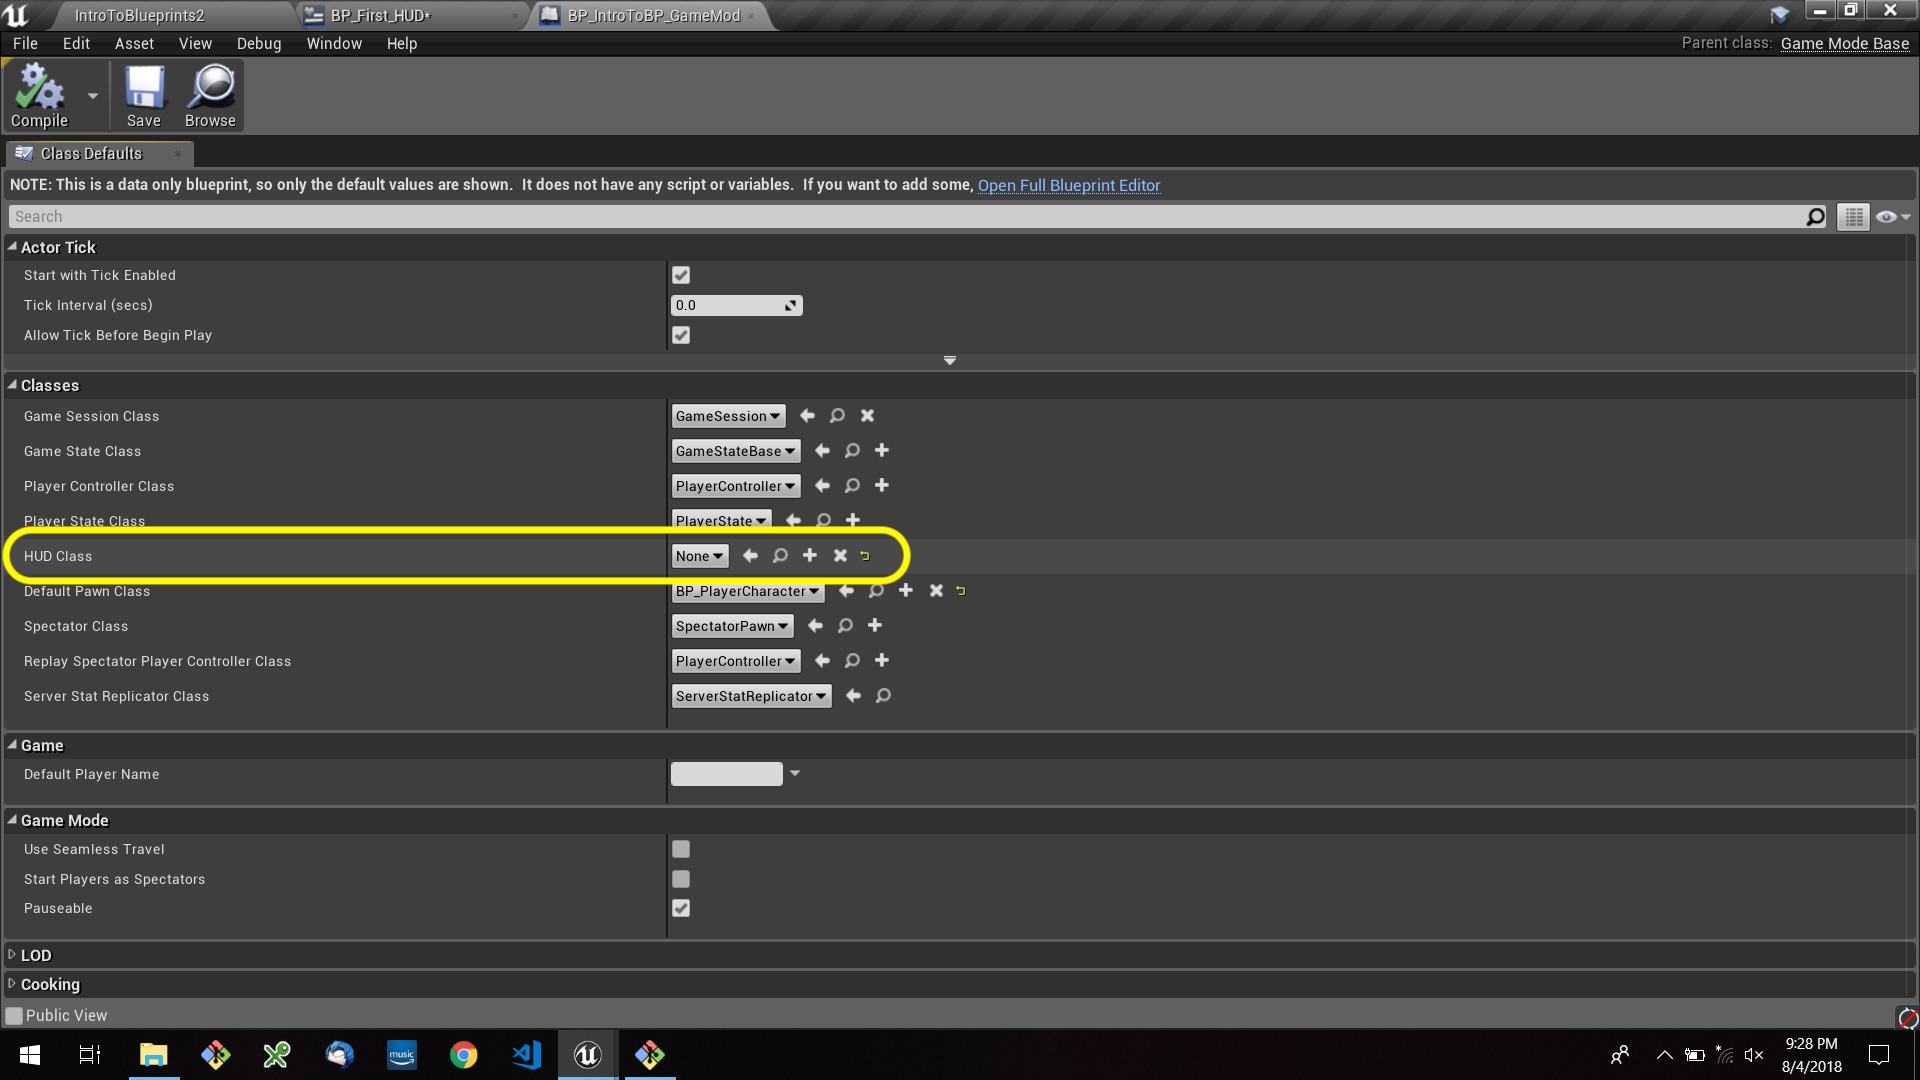 IntroToBlueprints2
BP_First_HUD*
BP_IntroToBP_GameMod
File Edit Asset View Debug Window Help
Parent class: Game Mode Base
Compile
Save
Browse
Class Defaults
NOTE: This is a data only blueprint, so only the default values are shown. It does not have any script or variables. If you want to add some, Open Full Blueprint Editor
Search
Actor Tick
Start with Tick Enabled
Tick Interval (secs) 0.0
Allow Tick Before Begin Play
Classes
Game Session Class GameSession
Game State Class GameStateBase
Player Controller Class PlayerController
Player State Class PlayerState
HUD Class None
Default Pawn Class BP_PlayerCharacter
Spectator Class SpectatorPawn
Replay Spectator Player Controller Class PlayerController
Server Stat Replicator Class ServerStatReplicator
Game
Default Player Name
Game Mode
Use Seamless Travel
Start Players as Spectators
Pauseable
LOD
Cooking
Public View
music
9:28 PM
8/4/2018